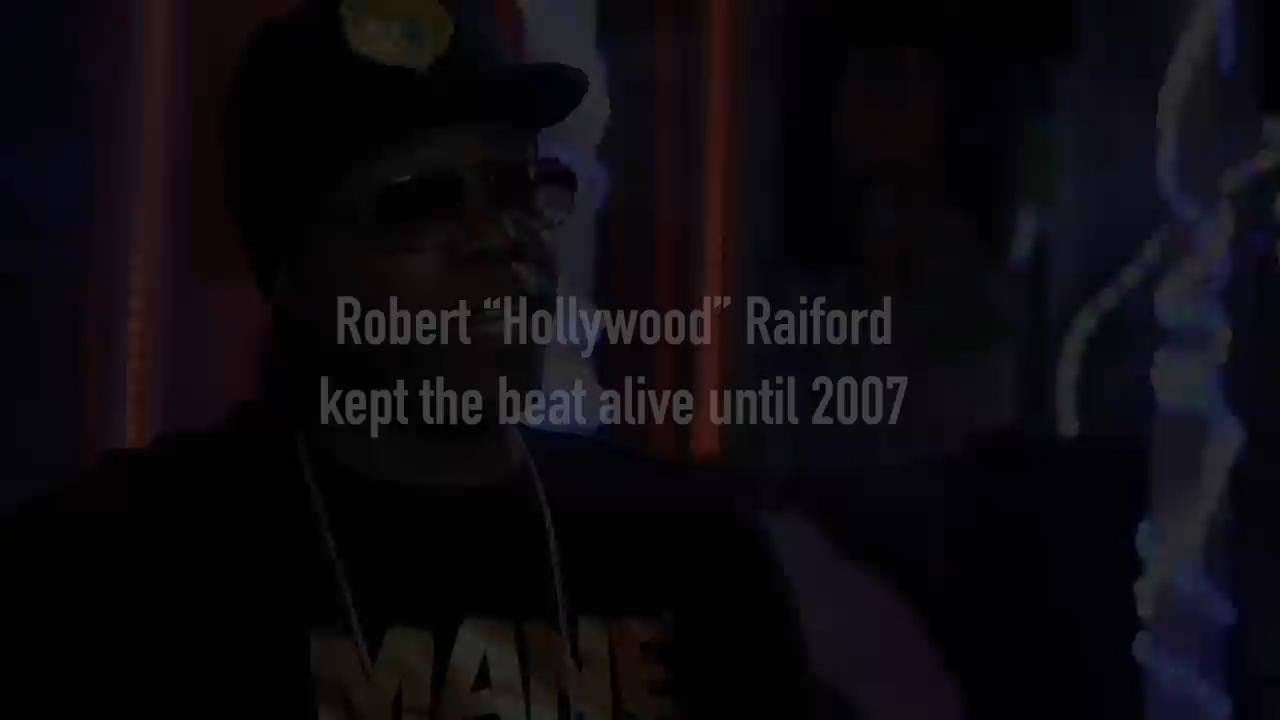 Robert “Hollywood” Raiford
kept the beat alive until 2007
MANE